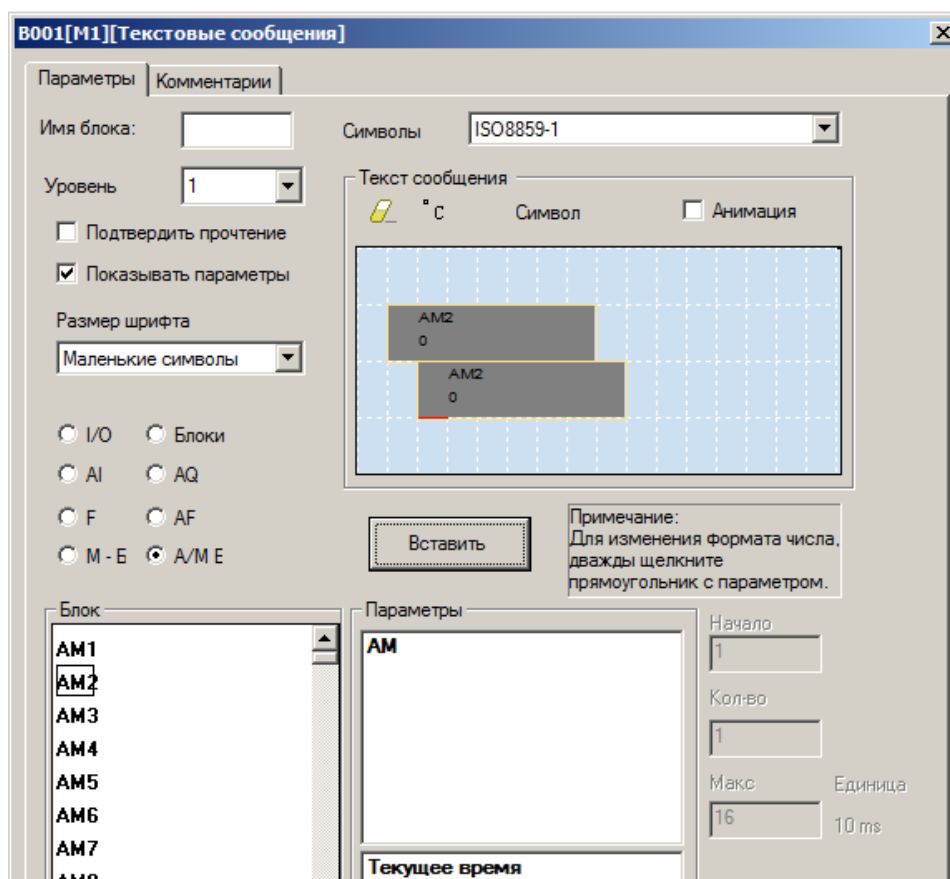 B001[M1][Текстовые сообщения]
Параметры Комментарии
Имя блока:
Символы ISO8859-1
Уровень 1
Текст сообщения
°C Символ Анимация
Подтвердить прочтение
Показывать параметры
Размер шрифта
Маленькие символы
AM2
0
AM2
0
I/O Блоки
AI AQ
F AF
М - Б А/М Е
Вставить
Примечание:
Для изменения формата числа,
дважды щелкните
прямоугольник с параметром.
Блок
AM1
AM2
AM3
AM4
AM5
AM6
AM7
AM8
Параметры
AM
Текущее время
Начало
1
Кол-во
1
Макс Единица
16 10 ms